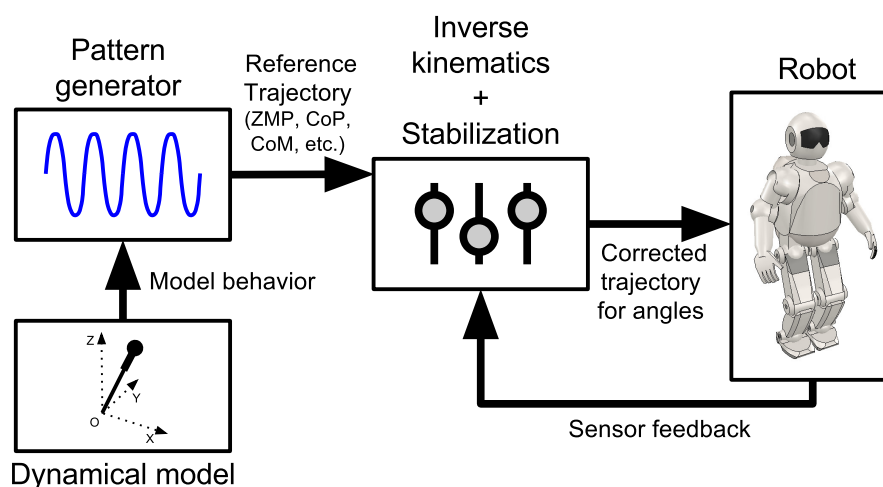 Pattern
generator
Reference
Trajectory
(ZMP, CoP,
CoM, etc.)
Inverse
kinematics
+
Stabilization
Robot
Corrected
trajectory
for angles
Model behavior
Z
Y
O
X
Dynamical model
Sensor feedback